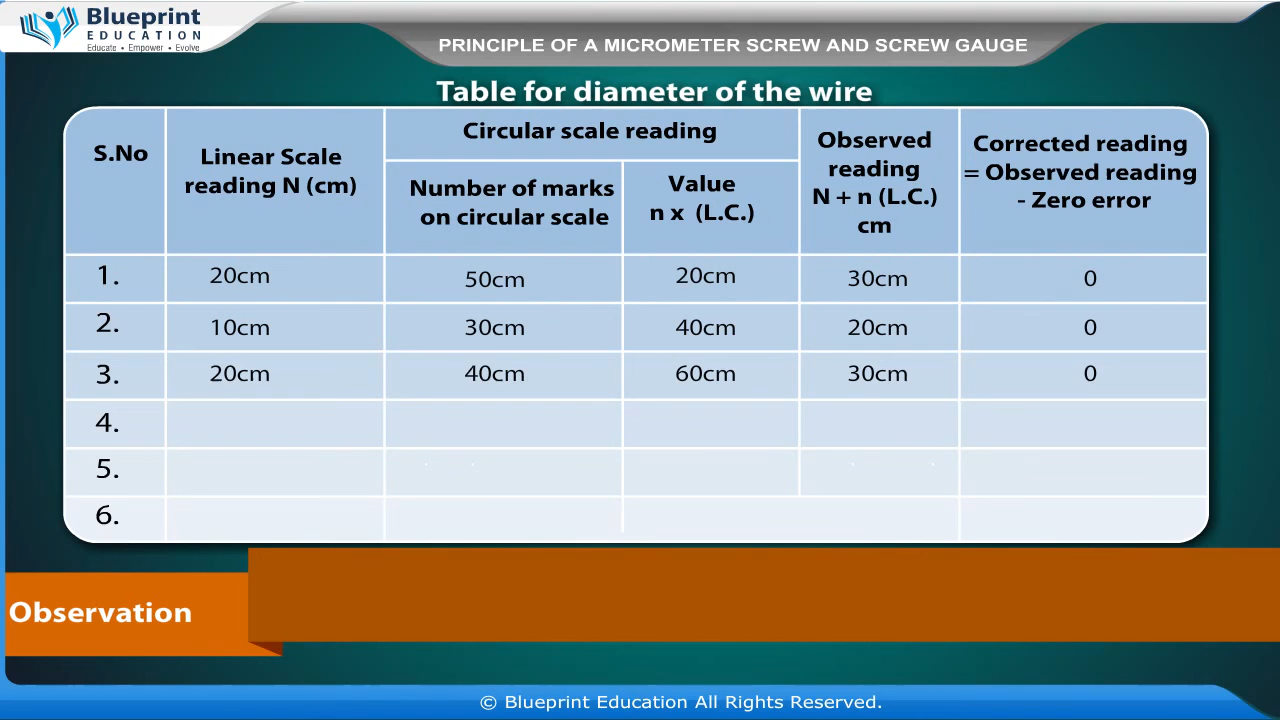 Blueprint
EDUCATION
Educate • Empower • Evolve
PRINCIPLE OF A MICROMETER SCREW AND SCREW GAUGE
Table for diameter of the wire
S.No
Linear Scale
reading N (cm)
Circular scale reading
Number of marks
on circular scale
Value
n x (L.C.)
Observed
reading
N + n (L.C.)
cm
Corrected reading
= Observed reading
- Zero error
1. 20cm 50cm 20cm 30cm 0
2. 10cm 30cm 40cm 20cm 0
3. 20cm 40cm 60cm 30cm 0
4.
5.
6.
Observation
© Blueprint Education All Rights Reserved.